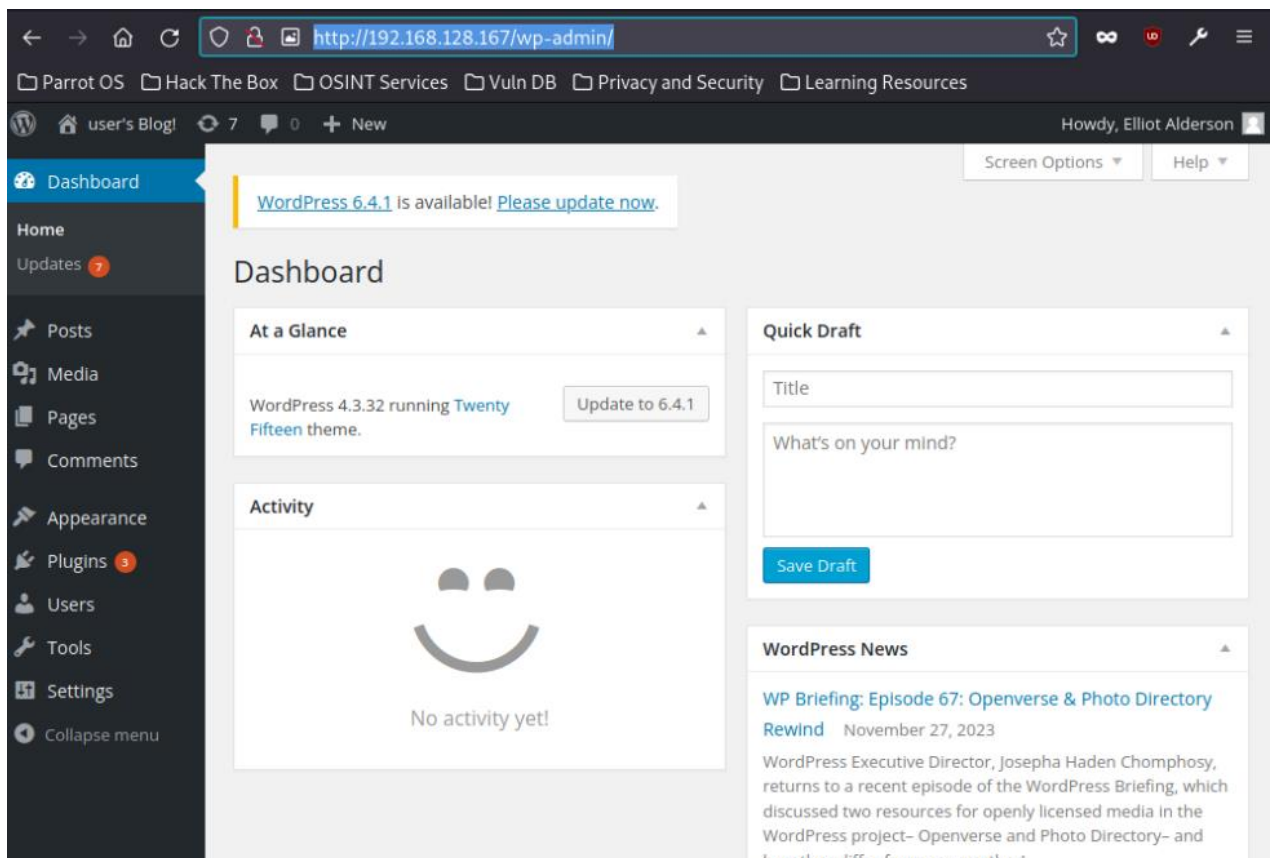 http://192.168.128.167/wp-admin/
Parrot OS Hack The Box OSINT Services Vuln DB Privacy and Security Learning Resources
user's Blog! 7 0 + New Howdy, Elliot Alderson
Screen Options Help
Dashboard
WordPress 6.4.1 is available! Please update now.
Home
Updates 7
Dashboard
Posts
Media
Pages
Comments
Appearance
Plugins 3
Users
Tools
Settings
Collapse menu
At a Glance
WordPress 4.3.32 running Twenty
Fifteen theme.
Update to 6.4.1
Activity
No activity yet!
Quick Draft
Title
What's on your mind?
Save Draft
WordPress News
WP Briefing: Episode 67: Openverse & Photo Directory
Rewind November 27, 2023
WordPress Executive Director, Josepha Haden Chomphosy,
returns to a recent episode of the WordPress Briefing, which
discussed two resources for openly licensed media in the
WordPress project– Openverse and Photo Directory– and